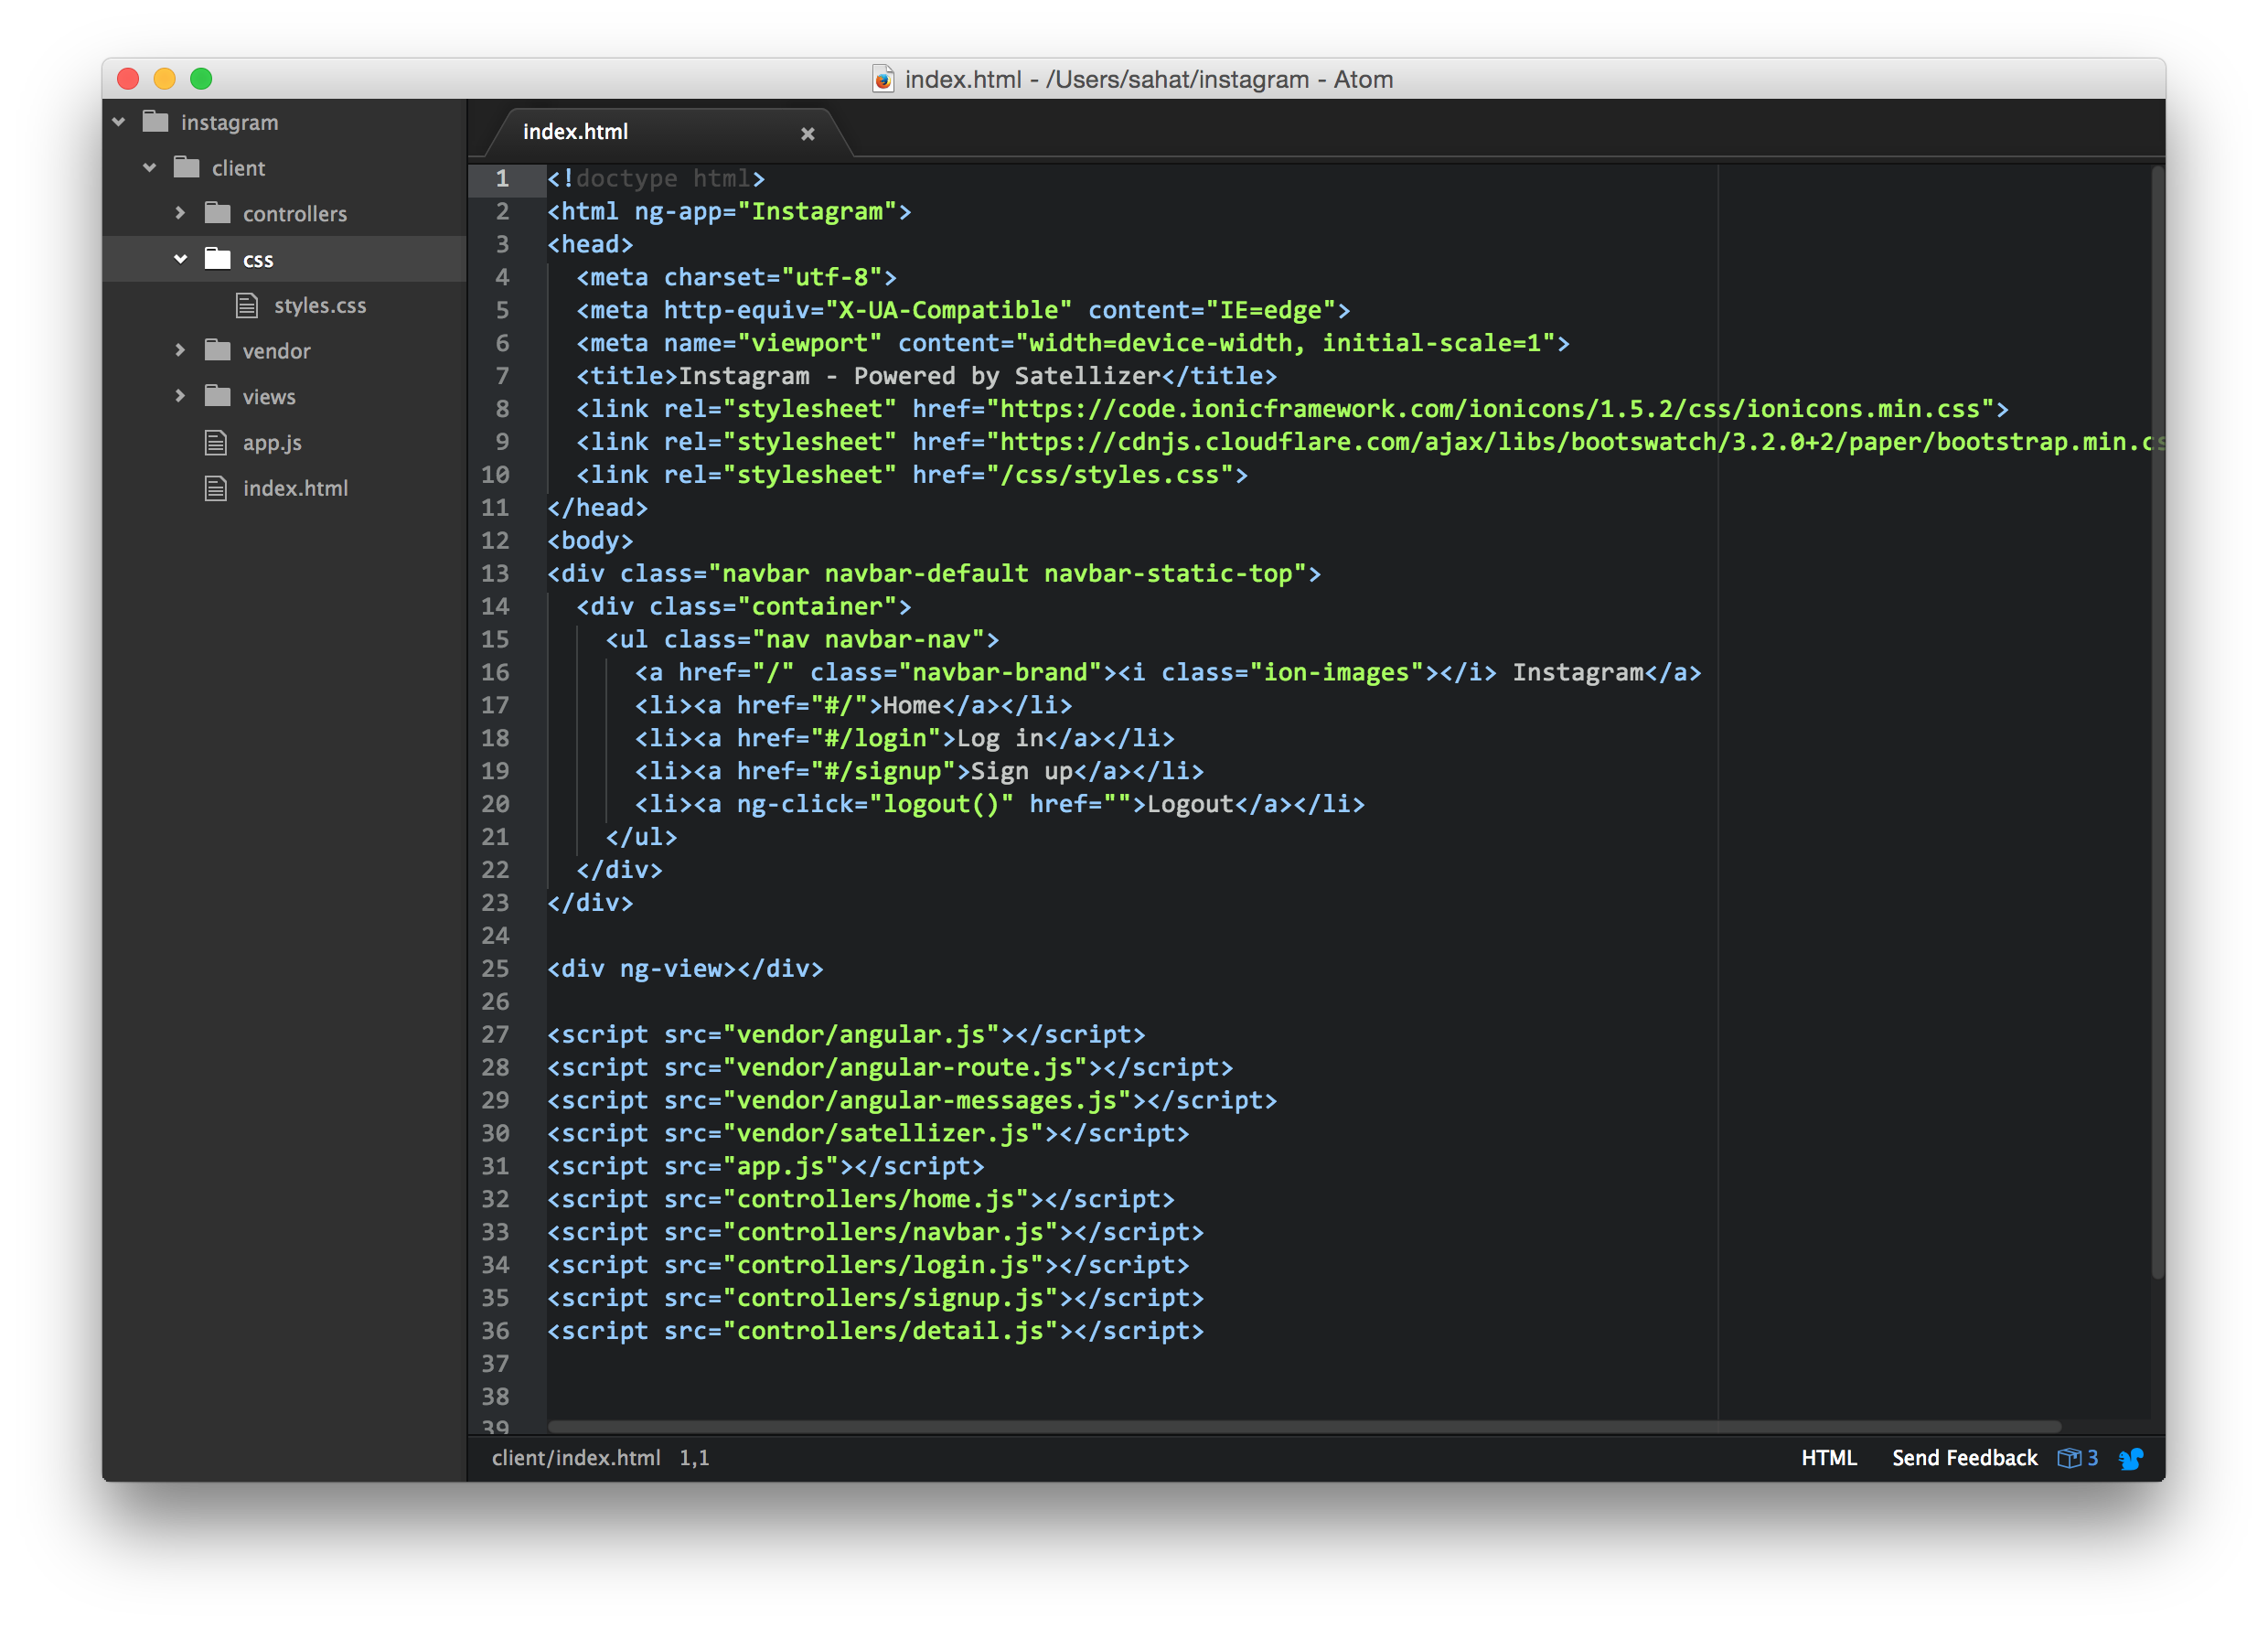 index.html - /Users/sahat/instagram - Atom
instagram
client
controllers
css
styles.css
vendor
views
app.js
index.html
index.html
1 <!doctype html>
2 <html ng-app="Instagram">
3 <head>
4   <meta charset="utf-8">
5   <meta http-equiv="X-UA-Compatible" content="IE=edge">
6   <meta name="viewport" content="width=device-width, initial-scale=1">
7   <title>Instagram - Powered by Satellizer</title>
8   <link rel="stylesheet" href="https://code.ionicframework.com/ionicons/1.5.2/css/ionicons.min.css">
9   <link rel="stylesheet" href="https://cdnjs.cloudflare.com/ajax/libs/bootswatch/3.2.0+2/paper/bootstrap.min.cs
10   <link rel="stylesheet" href="/css/styles.css">
11 </head>
12 <body>
13 <div class="navbar navbar-default navbar-static-top">
14   <div class="container">
15     <ul class="nav navbar-nav">
16       <a href="/" class="navbar-brand"><i class="ion-images"></i> Instagram</a>
17       <li><a href="#/">Home</a></li>
18       <li><a href="#/login">Log in</a></li>
19       <li><a href="#/signup">Sign up</a></li>
20       <li><a ng-click="logout()" href="">Logout</a></li>
21     </ul>
22   </div>
23 </div>
24
25 <div ng-view></div>
26
27 <script src="vendor/angular.js"></script>
28 <script src="vendor/angular-route.js"></script>
29 <script src="vendor/angular-messages.js"></script>
30 <script src="vendor/satellizer.js"></script>
31 <script src="app.js"></script>
32 <script src="controllers/home.js"></script>
33 <script src="controllers/navbar.js"></script>
34 <script src="controllers/login.js"></script>
35 <script src="controllers/signup.js"></script>
36 <script src="controllers/detail.js"></script>
37
38
39
client/index.html 1,1 HTML Send Feedback 3